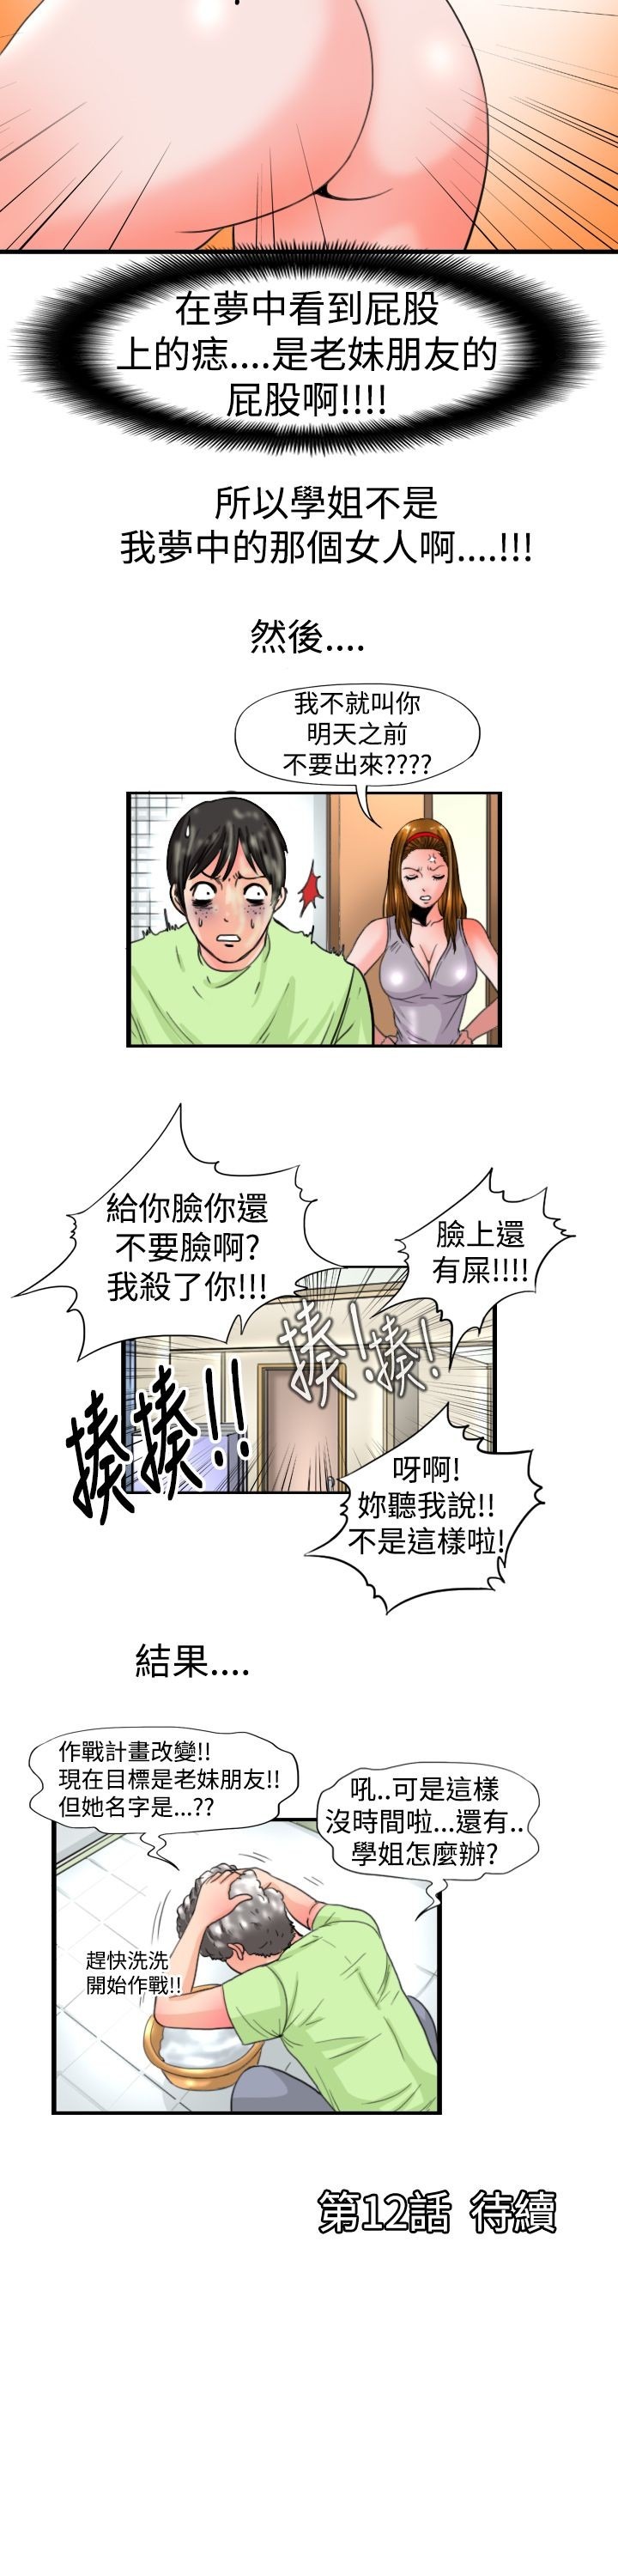 在夢中看到屁股
上的痣....是老妹朋友的
屁股啊!!!!
所以學姐不是
我夢中的那個女人啊....!!!
然後....
我不就叫你
明天之前
不要出來????
給你臉你還
不要臉啊?
我殺了你!!!
臉上還
有屎!!!!
揍!揍!
揍揍!!
呀啊!
妳聽我說!!
不是這樣啦!
結果....
作戰計畫改變!!
現在目標是老妹朋友!!
但她名字是...??
吼..可是這樣
沒時間啦...還有..
學姐怎麼辦?
趕快洗洗
開始作戰!!
第12話 待續